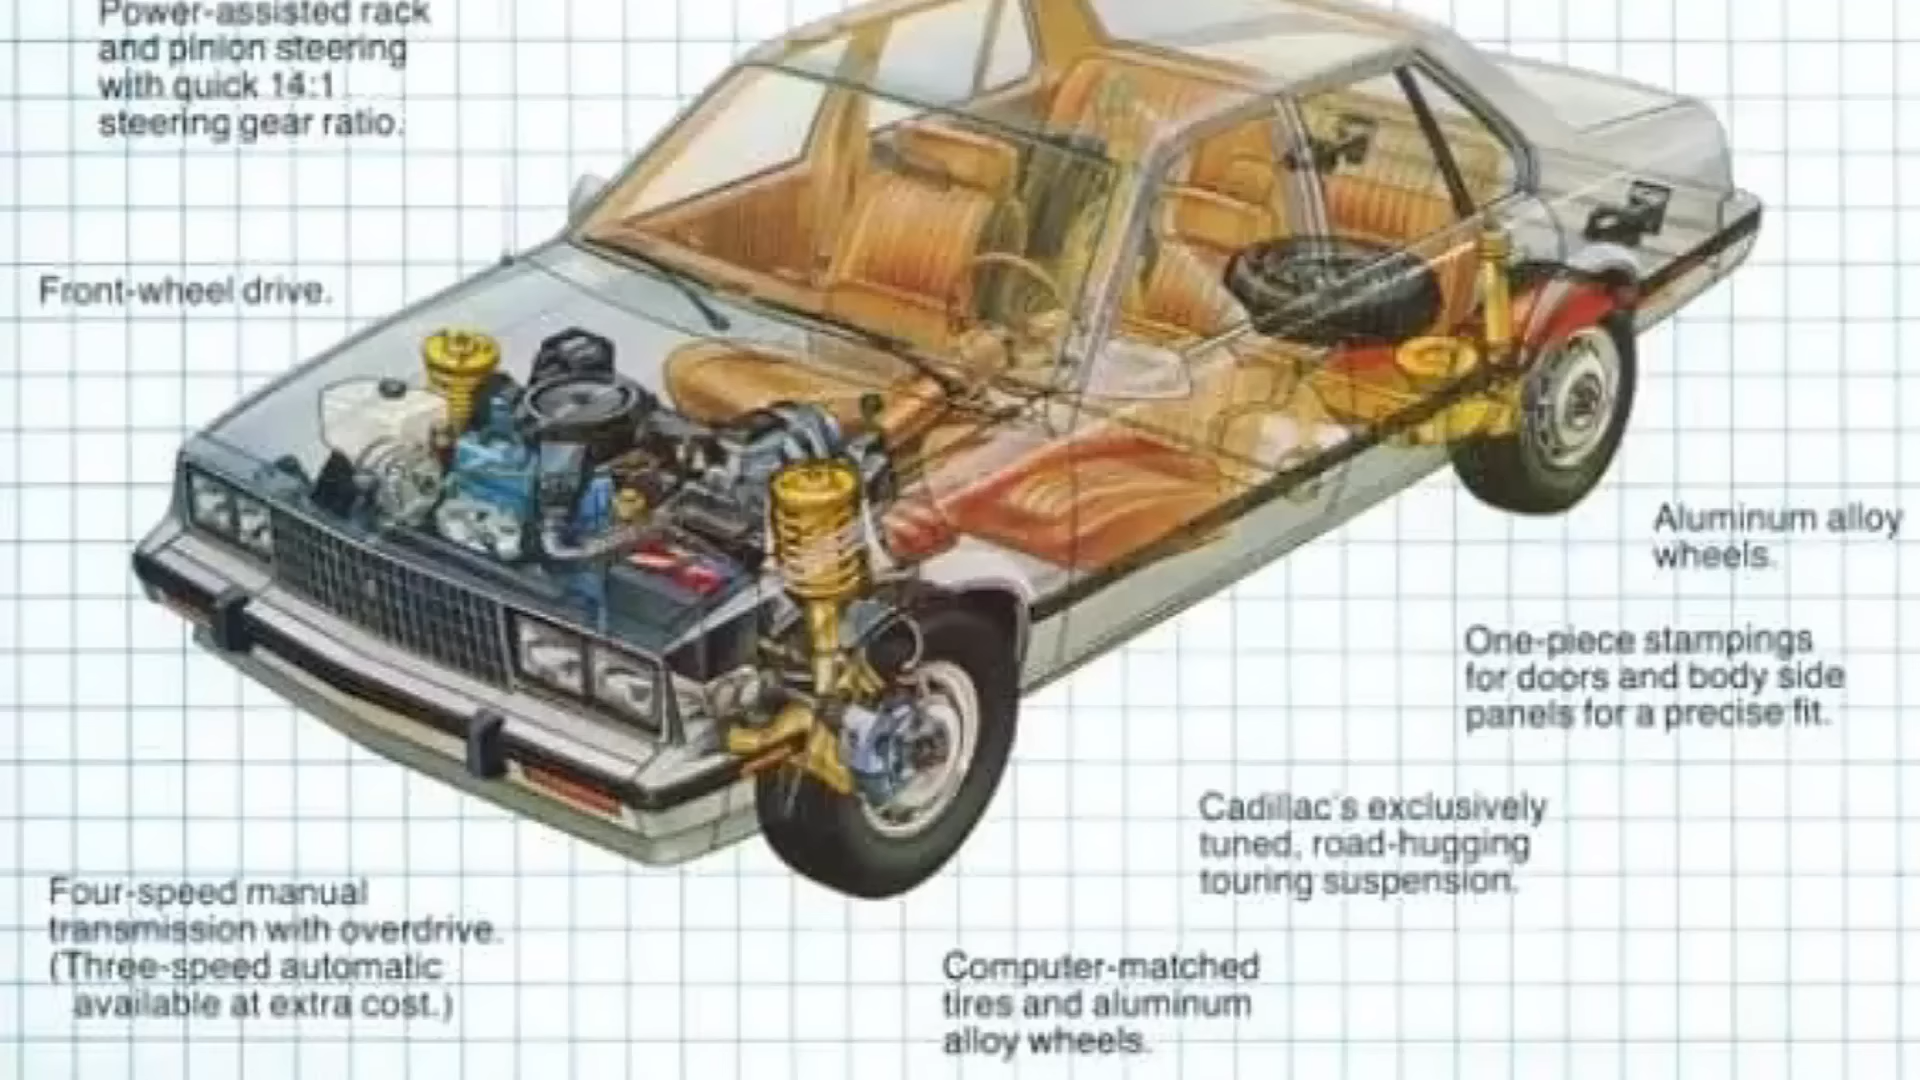 Power-assisted rack
and pinion steering
with quick 14:1
steering gear ratio.
Front-wheel drive.
Four-speed manual
transmission with overdrive.
(Three-speed automatic
available at extra cost.)
Computer-matched
tires and aluminum
alloy wheels.
Cadillac's exclusively
tuned, road-hugging
touring suspension.
One-piece stampings
for doors and body side
panels for a precise fit.
Aluminum alloy
wheels.